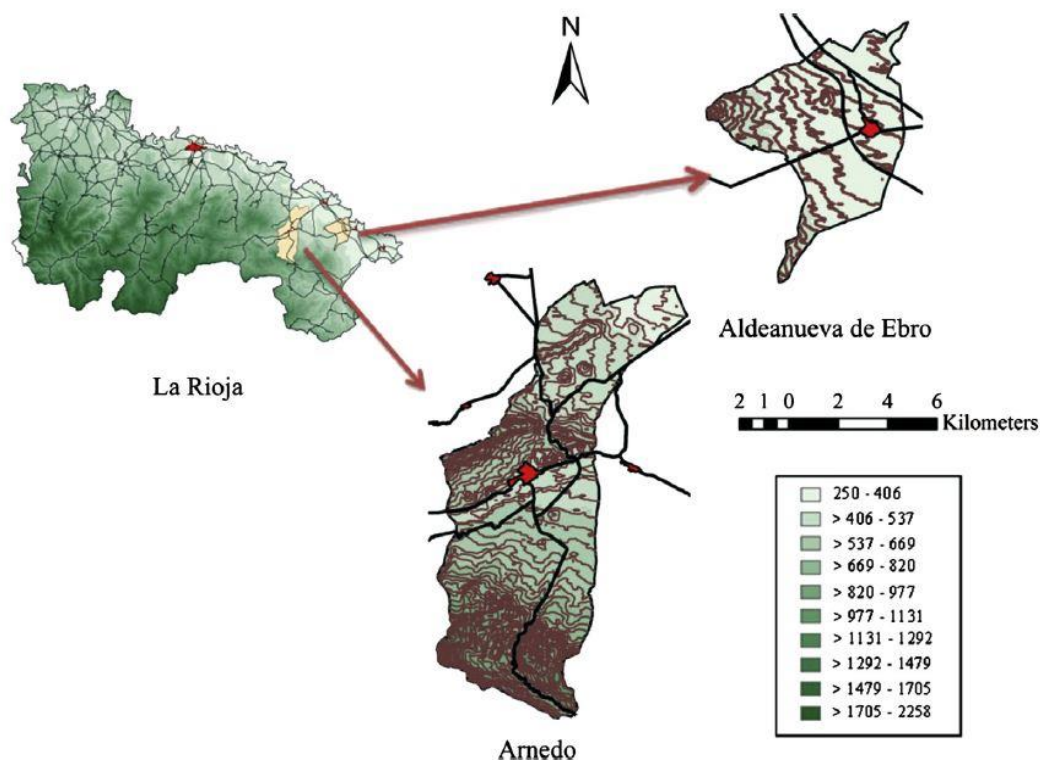 N
La Rioja
Aldeanueva de Ebro
2 1 0 2 4 6
Kilometers
250 - 406
> 406 - 537
> 537 - 669
> 669 - 820
> 820 - 977
> 977 - 1131
> 1131 - 1292
> 1292 - 1479
> 1479 - 1705
> 1705 - 2258
Arnedo